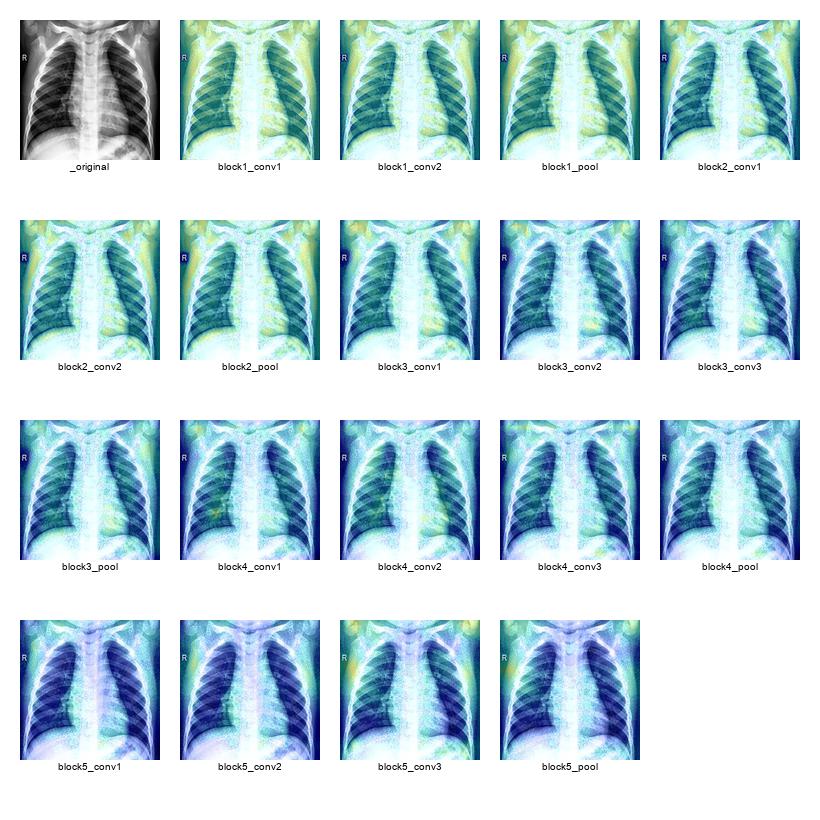 R
R
R
R
R
_original
block1_conv1
block1_conv2
block1_pool
block2_conv1
R
R
R
R
R
block2_conv2
block2_pool
block3_conv1
block3_conv2
block3_conv3
R
R
R
R
R
block3_pool
block4_conv1
block4_conv2
block4_conv3
block4_pool
R
R
R
R
block5_conv1
block5_conv2
block5_conv3
block5_pool